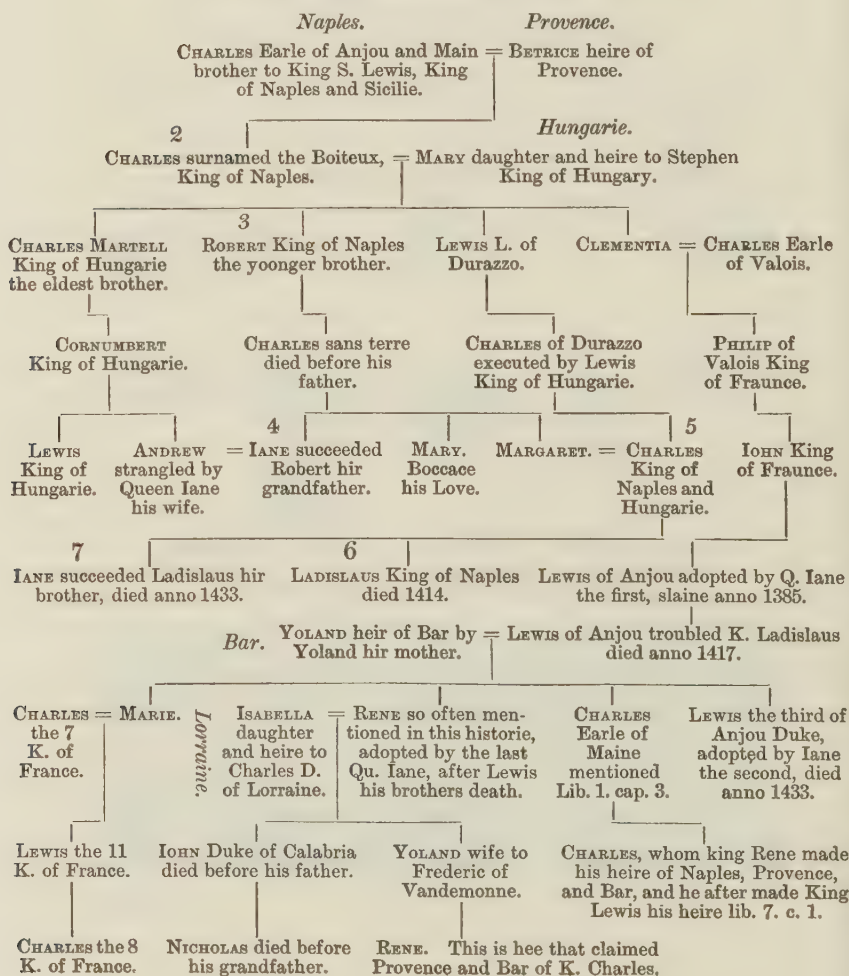 Naples. Provence.
CHARLES Earle of Anjou and Main = BETRICE heire of
brother to King S. Lewis, King Provence.
of Naples and Sicilie.
2 Hungarie.
CHARLES surnamed the Boiteux, = MARY daughter and heire to Stephen
King of Naples. King of Hungary.
3
CHARLES MARTELL
King of Hungarie
the eldest brother.
ROBERT King of Naples
the yoonger brother.
LEWIS L. of
Durazzo.
CLEMENTIA = CHARLES Earle
of Valois.
CORNUMBERT
King of Hungarie.
CHARLES sans terre
died before his
father.
CHARLES of Durazzo
executed by Lewis
King of Hungarie.
PHILIP of
Valois King
of Fraunce.
4 5
LEWIS
King of
Hungarie.
ANDREW
strangled by
Queen Iane
his wife.
= IANE succeeded
Robert hir
grandfather.
MARY.
Boccace
his Love.
MARGARET. = CHARLES
King of
Naples and
Hungarie.
IOHN King
of Fraunce.
7 6
IANE succeeded Ladislaus hir
brother, died anno 1433.
LADISLAUS King of Naples
died 1414.
LEWIS of Anjou adopted by Q. Iane
the first, slaine anno 1385.
Bar. YOLAND heir of Bar by = LEWIS of Anjou troubled K. Ladislaus
Yoland hir mother. died anno 1417.
CHARLES = MARIE.
the 7
K. of
France.
Lorraine.
ISABELLA =
daughter
and heire to
Charles D.
of Lorraine.
RENE so often men-
tioned in this historie,
adopted by the last
Qu. Iane, after Lewis
his brothers death.
CHARLES
Earle of
Maine
mentioned
Lib. 1. cap. 3.
LEWIS the third of
Anjou Duke,
adopted by Iane
the second, died
anno 1433.
LEWIS the 11
K. of France.
IOHN Duke of Calabria
died before his father.
YOLAND wife to
Frederic of
Vandemonne.
CHARLES, whom king Rene made
his heire of Naples, Provence,
and Bar, and he after made King
Lewis his heire lib. 7. c. 1.
CHARLES the 8
K. of France.
NICHOLAS died before
his grandfather.
RENE. This is hee that claimed
Provence and Bar of K. Charles.